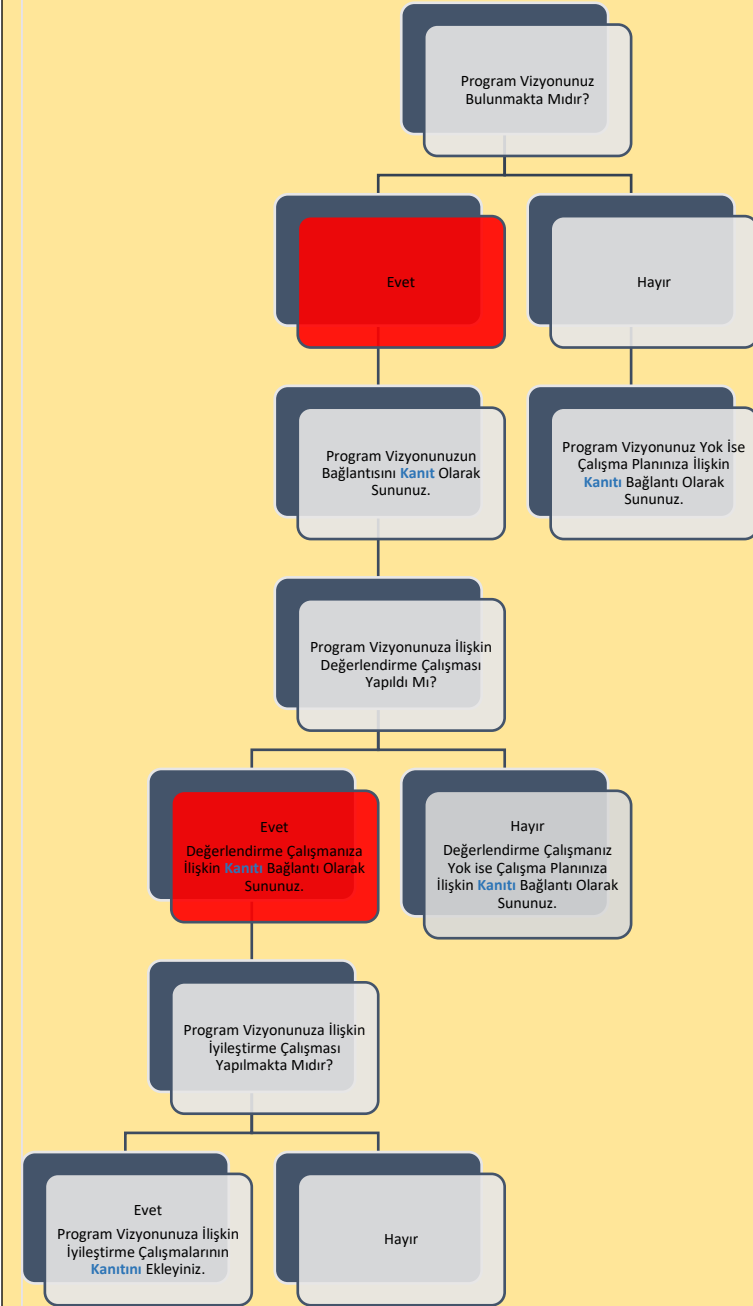 Program Vizyonunuz
Bulunmakta Mıdır?
Evet
Hayır
Program Vizyonunuzun
Bağlantısını Kanıt Olarak
Sununuz.
Program Vizyonunuz Yok İse
Çalışma Planınıza İlişkin
Kanıtı Bağlantı Olarak
Sununuz.
Program Vizyonunuza İlişkin
Değerlendirme Çalışması
Yapıldı Mı?
Evet
Değerlendirme Çalışmanıza
İlişkin Kanıtı Bağlantı Olarak
Sununuz.
Hayır
Değerlendirme Çalışmanız
Yok ise Çalışma Planınıza
İlişkin Kanıtı Bağlantı Olarak
Sununuz.
Program Vizyonunuza İlişkin
İyileştirme Çalışması
Yapılmakta Mıdır?
Evet
Program Vizyonunuza İlişkin
İyileştirme Çalışmalarının
Kanıtını Ekleyiniz.
Hayır